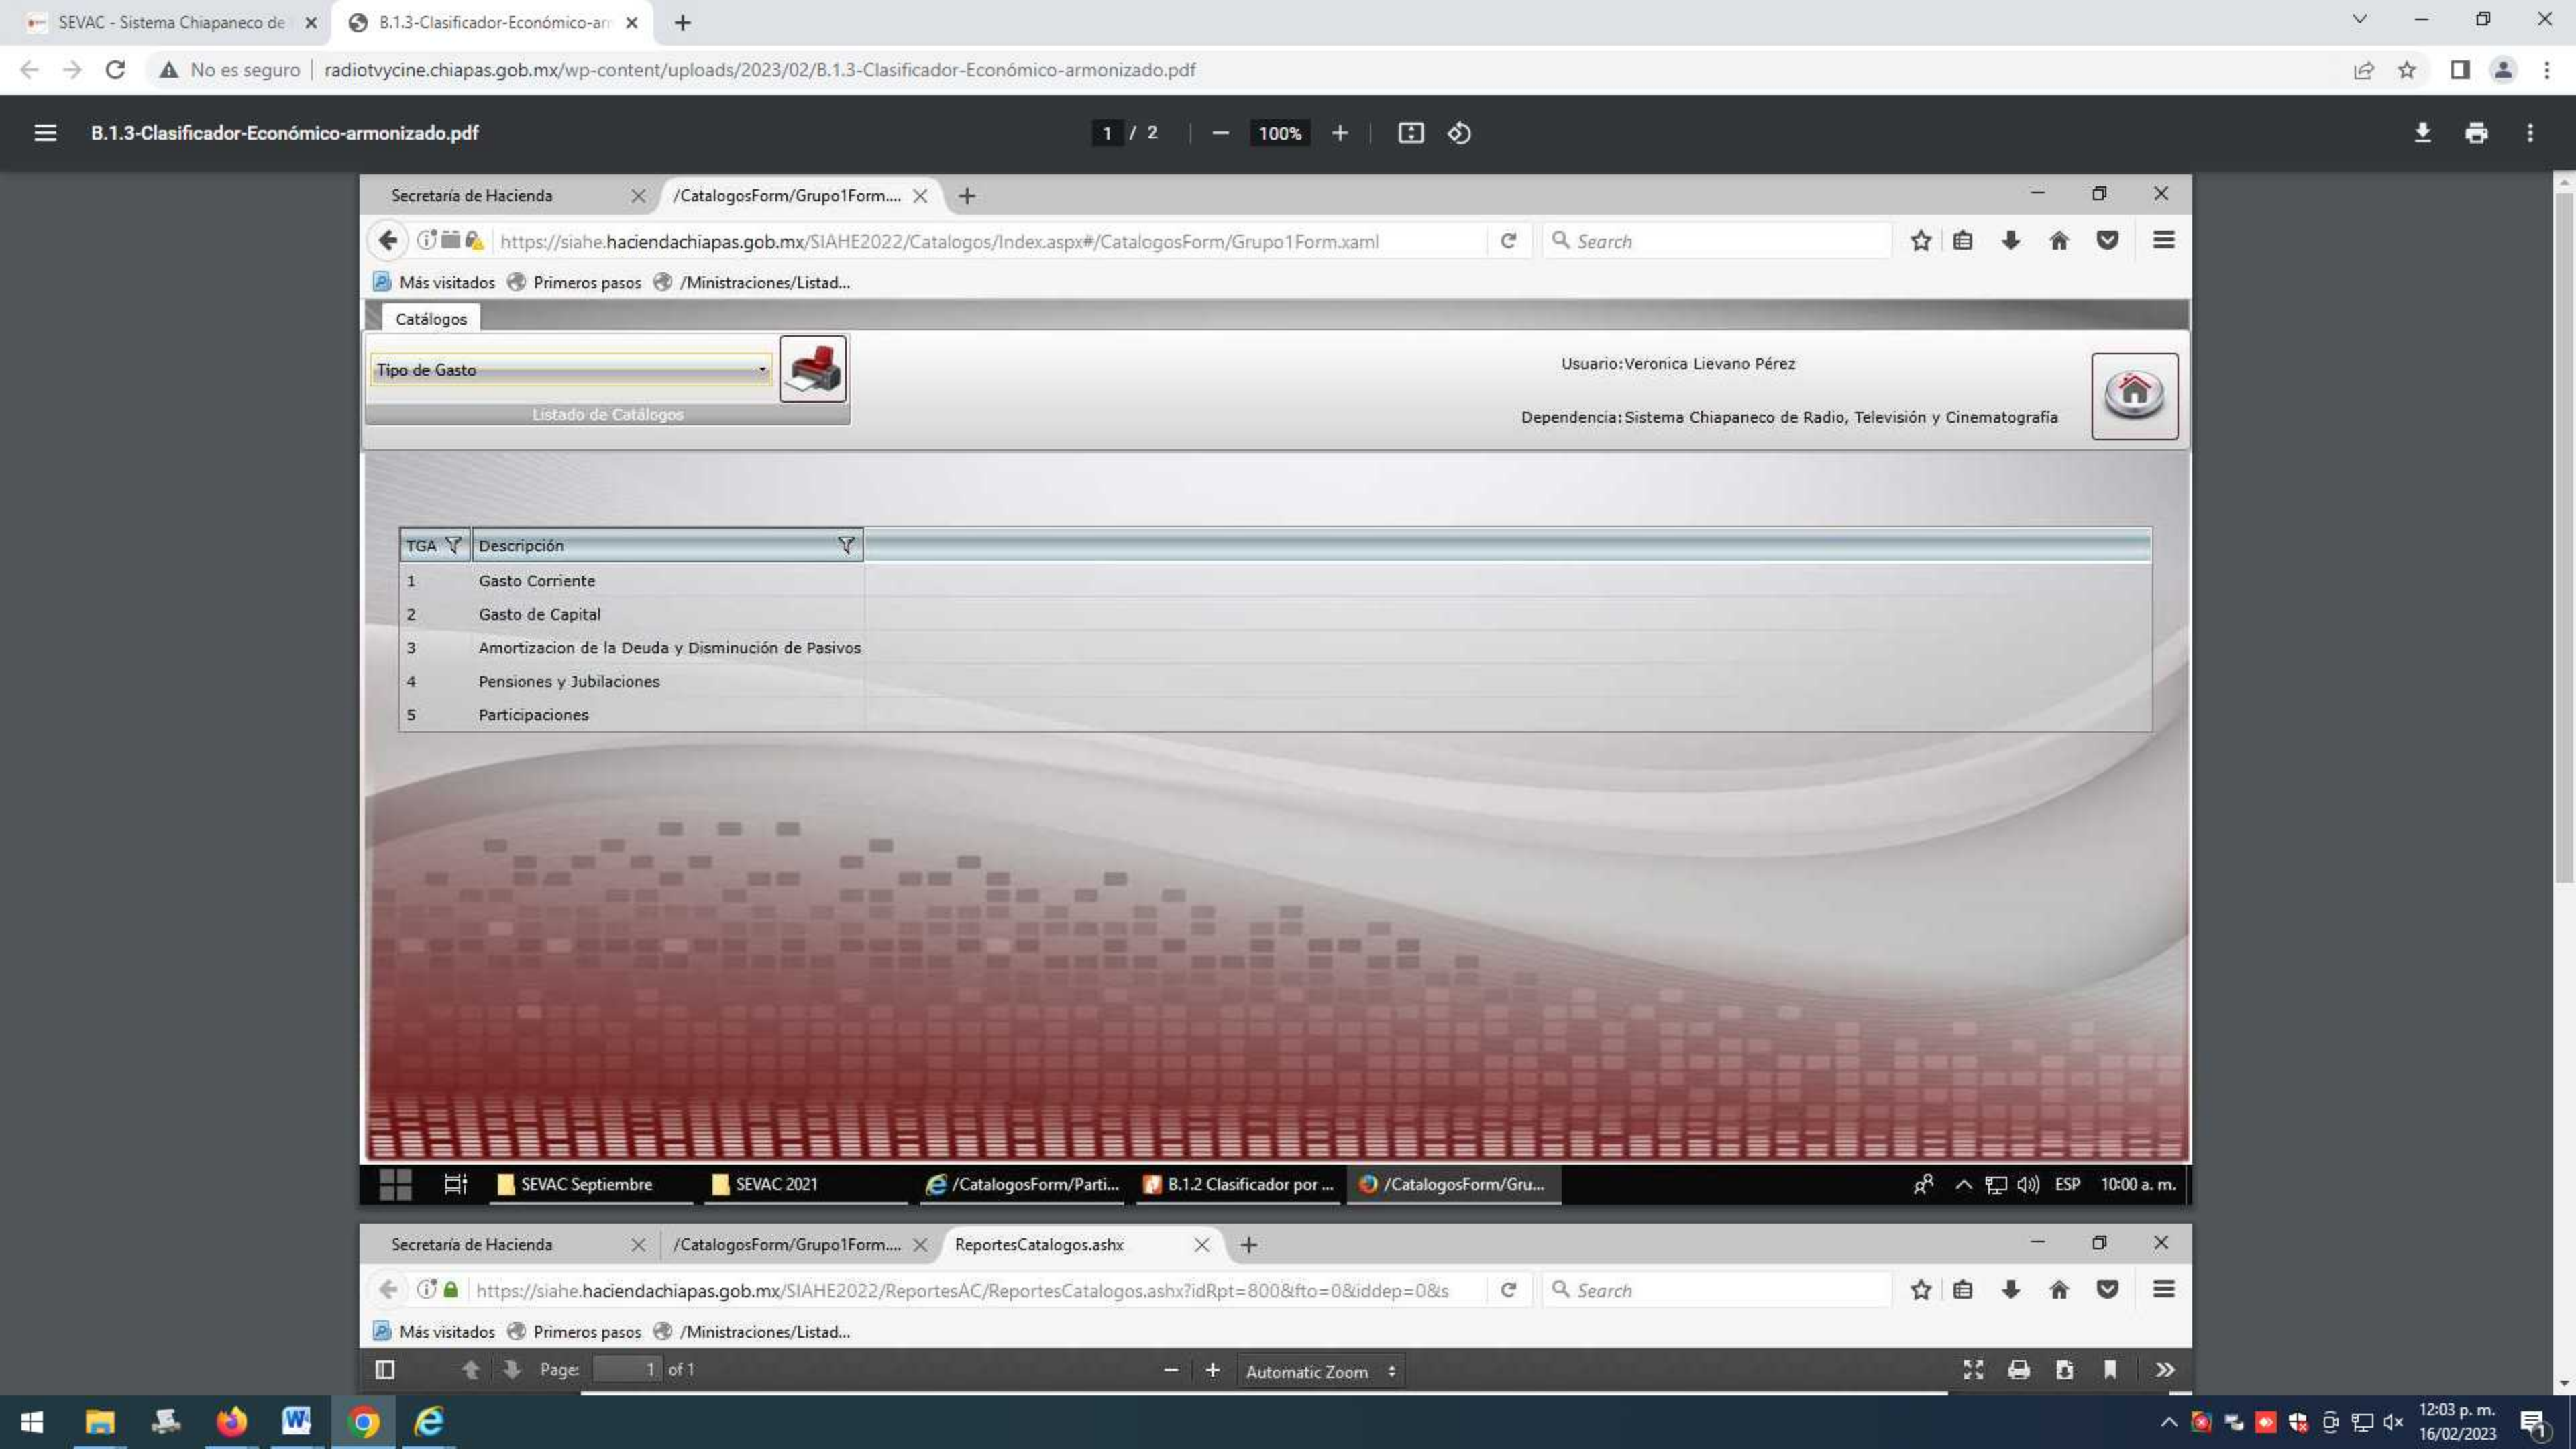 SEVAC - Sistema Chiapaneco de
B.1.3-Clasificador-Económico-arm
No es seguro radiotvycine.chiapas.gob.mx/wp-content/uploads/2023/02/B.1.3-Clasificador-Económico-armonizado.pdf
B.1.3-Clasificador-Económico-armonizado.pdf 1 / 2 100%
Secretaría de Hacienda /CatalogosForm/Grupo1Form....
https://siahe.haciendachiapas.gob.mx/SIAHE2022/Catalogos/Index.aspx#/CatalogosForm/Grupo1Form.xaml Search
Más visitados Primeros pasos /Ministraciones/Listad...
Catálogos
Tipo de Gasto
Listado de Catálogos
Usuario:Veronica Lievano Pérez
Dependencia:Sistema Chiapaneco de Radio, Televisión y Cinematografía
TGA Descripción
1 Gasto Corriente
2 Gasto de Capital
3 Amortizacion de la Deuda y Disminución de Pasivos
4 Pensiones y Jubilaciones
5 Participaciones
SEVAC Septiembre SEVAC 2021 /CatalogosForm/Parti... B.1.2 Clasificador por ... /CatalogosForm/Gru... ESP 10:00 a. m.
Secretaría de Hacienda /CatalogosForm/Grupo1Form.... ReportesCatalogos.ashx
https://siahe.haciendachiapas.gob.mx/SIAHE2022/ReportesAC/ReportesCatalogos.ashx?idRpt=800&fto=0&iddep=0&s Search
Más visitados Primeros pasos /Ministraciones/Listad...
Page: 1 of 1 Automatic Zoom
12:03 p. m.
16/02/2023
1